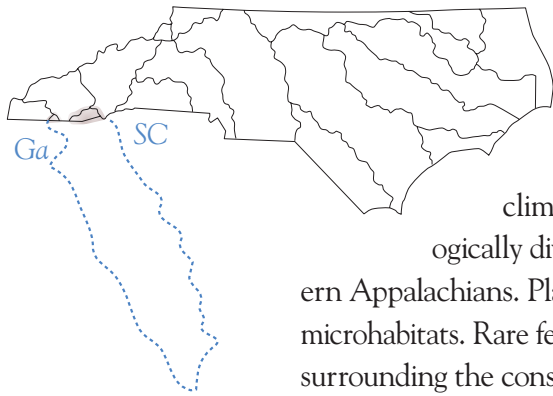 SC
Ga
clim
ogically di
ern Appalachians. Pl
microhabitats. Rare fe
surrounding the cons